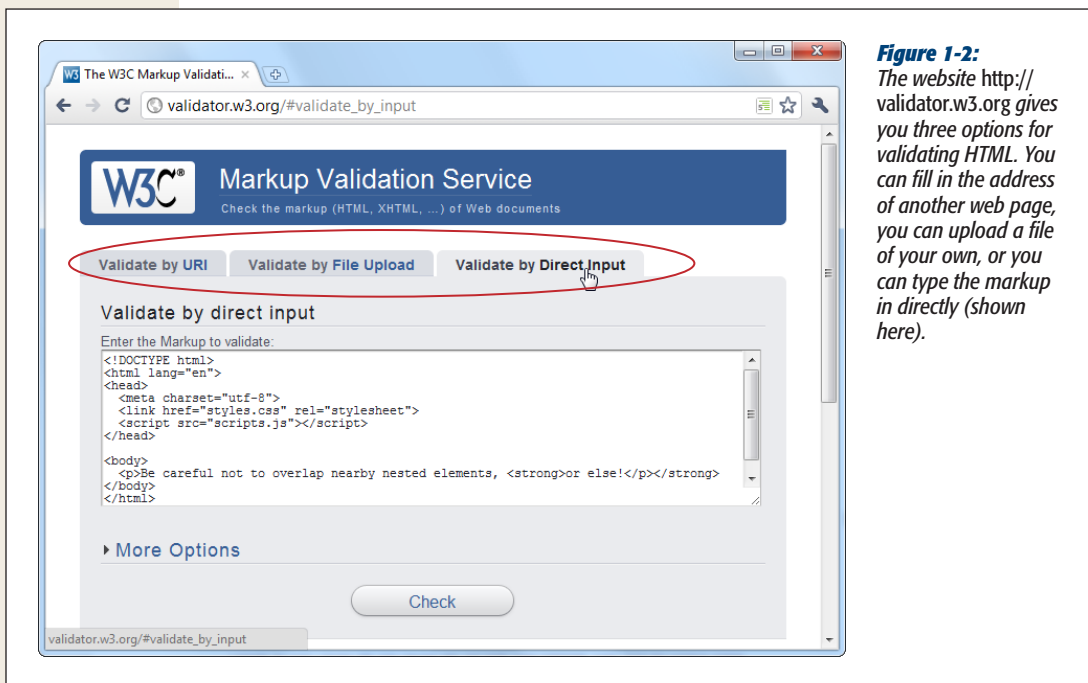 The W3C Markup Validati...
validator.w3.org/#validate_by_input
W3C®
Markup Validation Service
Check the markup (HTML, XHTML, ...) of Web documents
Validate by URI
Validate by File Upload
Validate by Direct Input
Validate by direct input
Enter the Markup to validate:
<!DOCTYPE html>
<html lang="en">
<head>
  <meta charset="utf-8">
  <link href="styles.css" rel="stylesheet">
  <script src="scripts.js"></script>
</head>
<body>
  <p>Be careful not to overlap nearby nested elements, <strong>or else!</p></strong>
</body>
</html>
More Options
Check
validator.w3.org/#validate_by_input
Figure 1-2:
The website http://
validator.w3.org gives
you three options for
validating HTML. You
can fill in the address
of another web page,
you can upload a file
of your own, or you
can type the markup
in directly (shown
here).